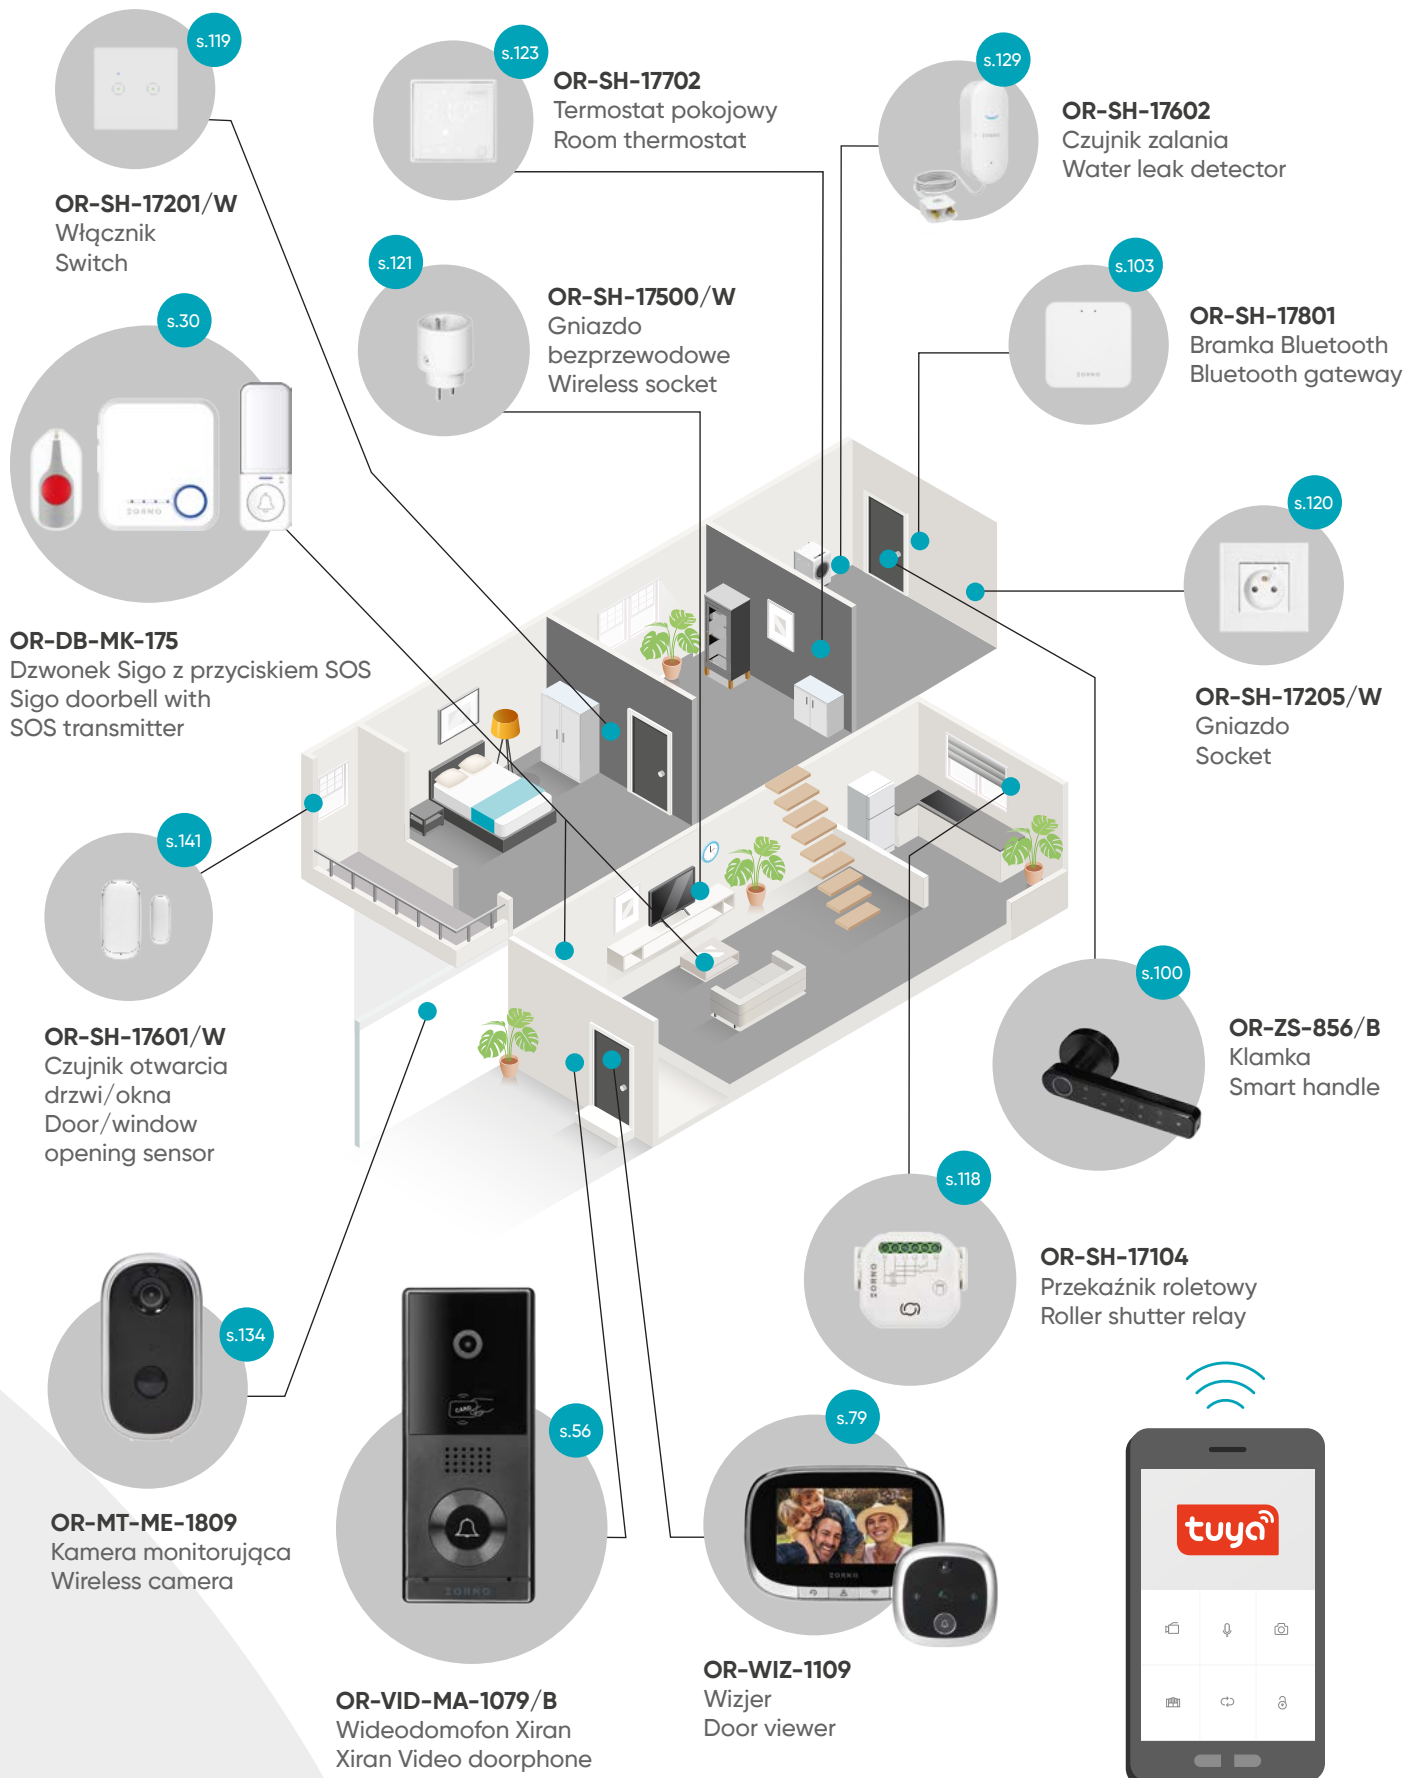 s.119
OR-SH-17201/W
Włącznik
Switch
s.123
OR-SH-17702
Termostat pokojowy
Room thermostat
s.129
OR-SH-17602
Czujnik zalania
Water leak detector
s.121
OR-SH-17500/W
Gniazdo
bezprzewodowe
Wireless socket
s.103
OR-SH-17801
Bramka Bluetooth
Bluetooth gateway
ORNO
s.30
ORNO
OR-DB-MK-175
Dzwonek Sigo z przyciskiem SOS
Sigo doorbell with
SOS transmitter
s.120
OR-SH-17205/W
Gniazdo
Socket
s.141
OR-SH-17601/W
Czujnik otwarcia
drzwi/okna
Door/window
opening sensor
s.100
OR-ZS-856/B
Klamka
Smart handle
s.118
ORNO
OR-SH-17104
Przekaźnik roletowy
Roller shutter relay
s.134
OR-MT-ME-1809
Kamera monitorująca
Wireless camera
s.56
CARD
ORNO
OR-VID-MA-1079/B
Wideodomofon Xiran
Xiran Video doorphone
s.79
ORNO
OR-WIZ-1109
Wizjer
Door viewer
tuya